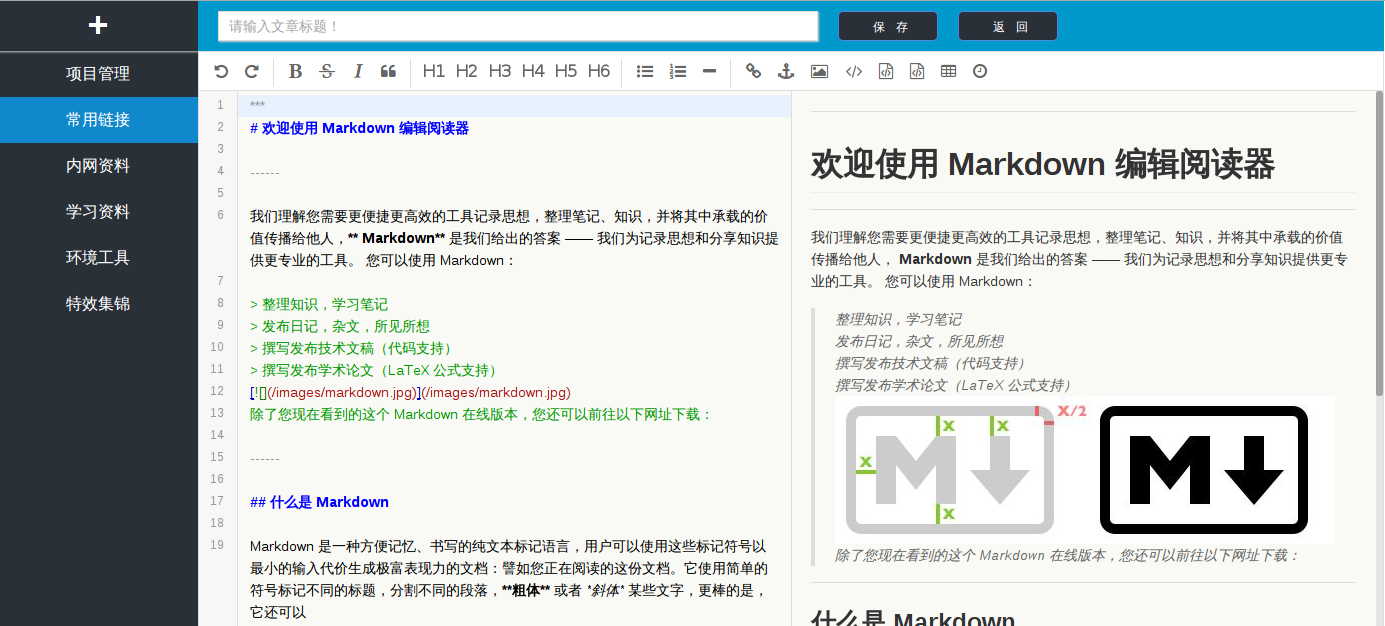 +
请输入文章标题！
保 存
返 回
项目管理
常用链接
内网资料
学习资料
环境工具
特效集锦
B S I H1 H2 H3 H4 H5 H6
1 ***
2 # 欢迎使用 Markdown 编辑阅读器
3
4 ------
5
6 我们理解您需要更便捷更高效的工具记录思想，整理笔记、知识，并将其中承载的价
值传播给他人，** Markdown** 是我们给出的答案 —— 我们为记录思想和分享知识提
供更专业的工具。 您可以使用 Markdown：
7
8 > 整理知识，学习笔记
9 > 发布日记，杂文，所见所想
10 > 撰写发布技术文稿（代码支持）
11 > 撰写发布学术论文（LaTeX 公式支持）
12 [![](/images/markdown.jpg)](/images/markdown.jpg)
13 除了您现在看到的这个 Markdown 在线版本，您还可以前往以下网址下载：
14
15 ------
16
17 ## 什么是 Markdown
18
19 Markdown 是一种方便记忆、书写的纯文本标记语言，用户可以使用这些标记符号以
最小的输入代价生成极富表现力的文档：譬如您正在阅读的这份文档。它使用简单的
符号标记不同的标题，分割不同的段落，**粗体** 或者 *斜体* 某些文字，更棒的是，
它还可以
欢迎使用 Markdown 编辑阅读器
我们理解您需要更便捷更高效的工具记录思想，整理笔记、知识，并将其中承载的价值
传播给他人， Markdown 是我们给出的答案 —— 我们为记录思想和分享知识提供更专
业的工具。 您可以使用 Markdown：
整理知识，学习笔记
发布日记，杂文，所见所想
撰写发布技术文稿（代码支持）
撰写发布学术论文（LaTeX 公式支持）
X/2
X X
X
X
M M
除了您现在看到的这个 Markdown 在线版本，您还可以前往以下网址下载：
什么是 Markdown